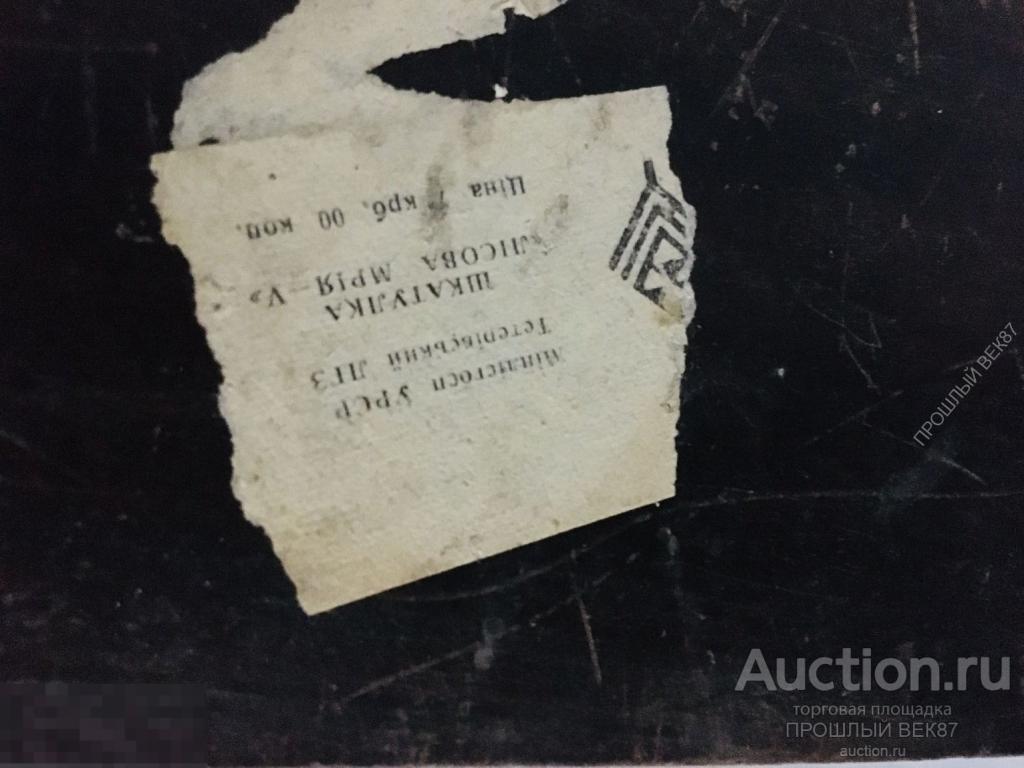 Мінлісгосп УРСР
Тетерівський ЛГЗ
ШКАТУЛКА
«ЛІСОВА МРІЯ—V»
Ціна 7 крб. 00 коп.
ПРОШЛЫЙ ВЕК87
Auction.ru
торговая площадка
ПРОШЛЫЙ ВЕК87
auction.ru